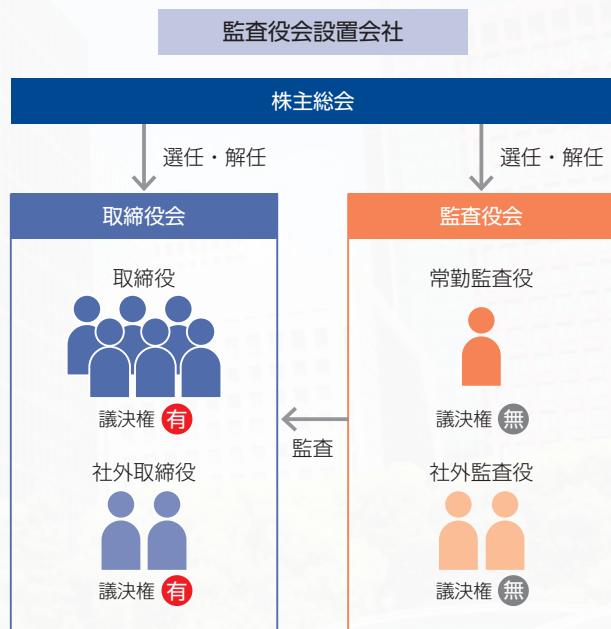 監査役会設置会社
株主総会
選任・解任
選任・解任
取締役会
取締役
議決権 有
社外取締役
議決権 有
監査
監査役会
常勤監査役
議決権 無
社外監査役
議決権 無